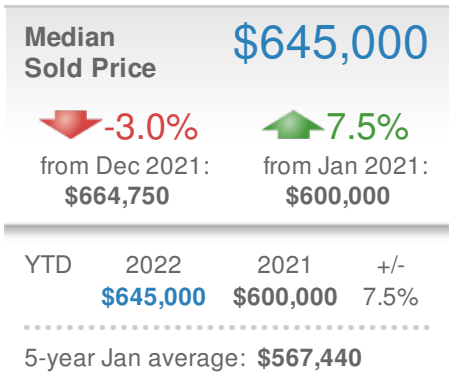 Median $645,000
Sold Price
-3.0% 7.5%
from Dec 2021: from Jan 2021:
$664,750 $600,000
YTD 2022 2021 +/-
$645,000 $600,000 7.5%
5-year Jan average: $567,440